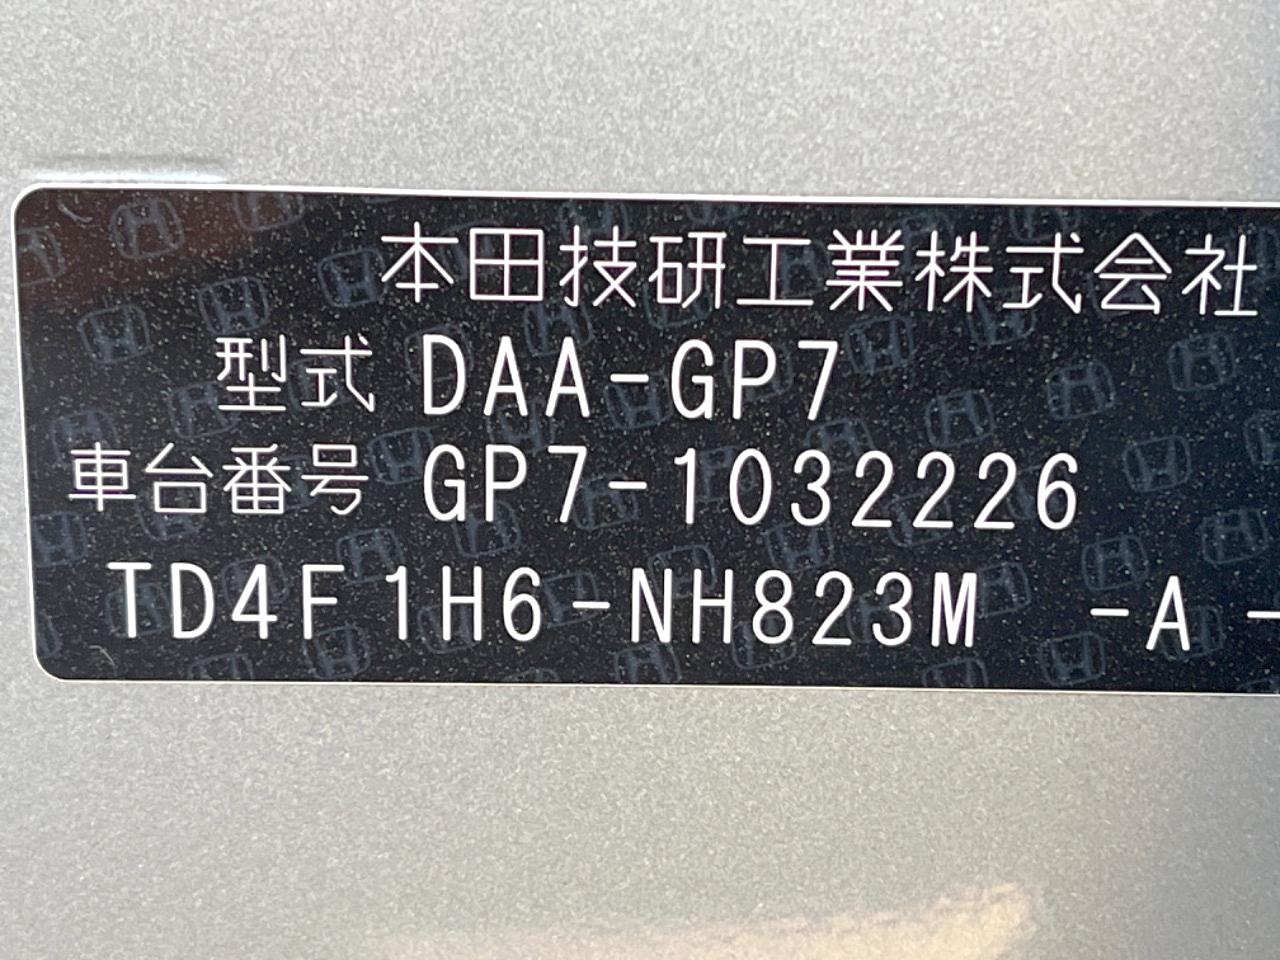 本田技研工業株式会社
型式 DAA-GP7
車台番号 GP7-1032226
TD4F1H6-NH823M -A -